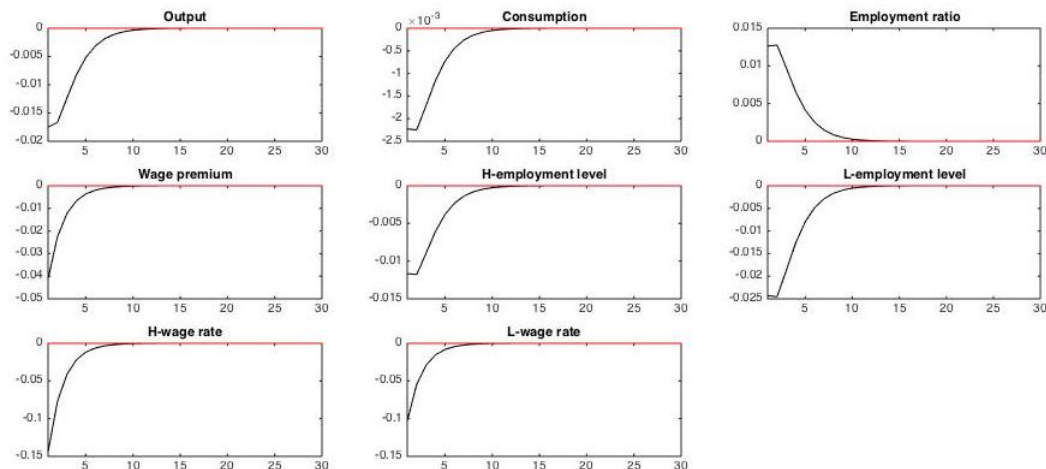 Output
0
-0.005
-0.01
-0.015
-0.02
5 10 15 20 25 30
Consumption
×10⁻³
0
-0.5
-1
-1.5
-2
-2.5
5 10 15 20 25 30
Employment ratio
0.015
0.01
0.005
0
5 10 15 20 25 30
Wage premium
0
-0.01
-0.02
-0.03
-0.04
-0.05
5 10 15 20 25 30
H-employment level
0
-0.005
-0.01
-0.015
5 10 15 20 25 30
L-employment level
0
-0.005
-0.01
-0.015
-0.02
-0.025
5 10 15 20 25 30
H-wage rate
0
-0.05
-0.1
-0.15
5 10 15 20 25 30
L-wage rate
0
-0.05
-0.1
-0.15
5 10 15 20 25 30